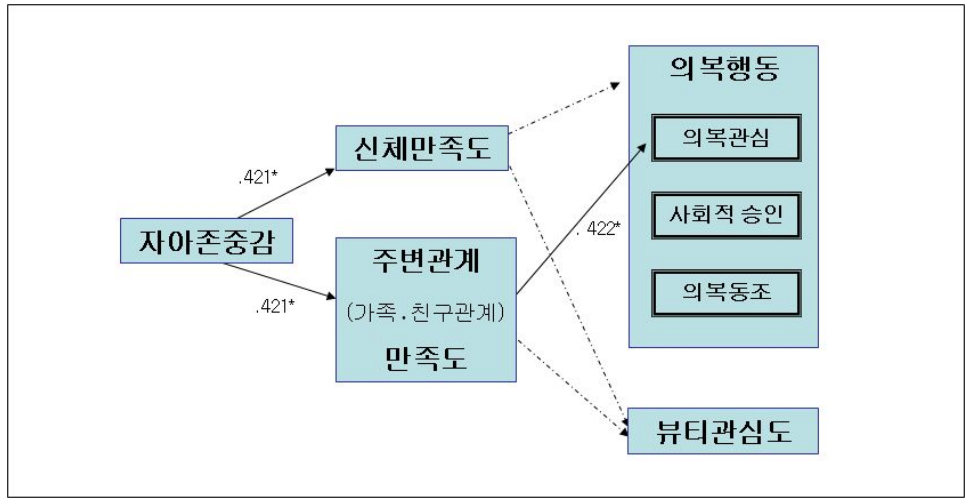 의복행동
의복관심
신체만족도
.421*
사회적 승인
. 422*
자아존중감
주변관계
(가족.친구관계)
만족도
.421*
의복동조
뷰티관심도